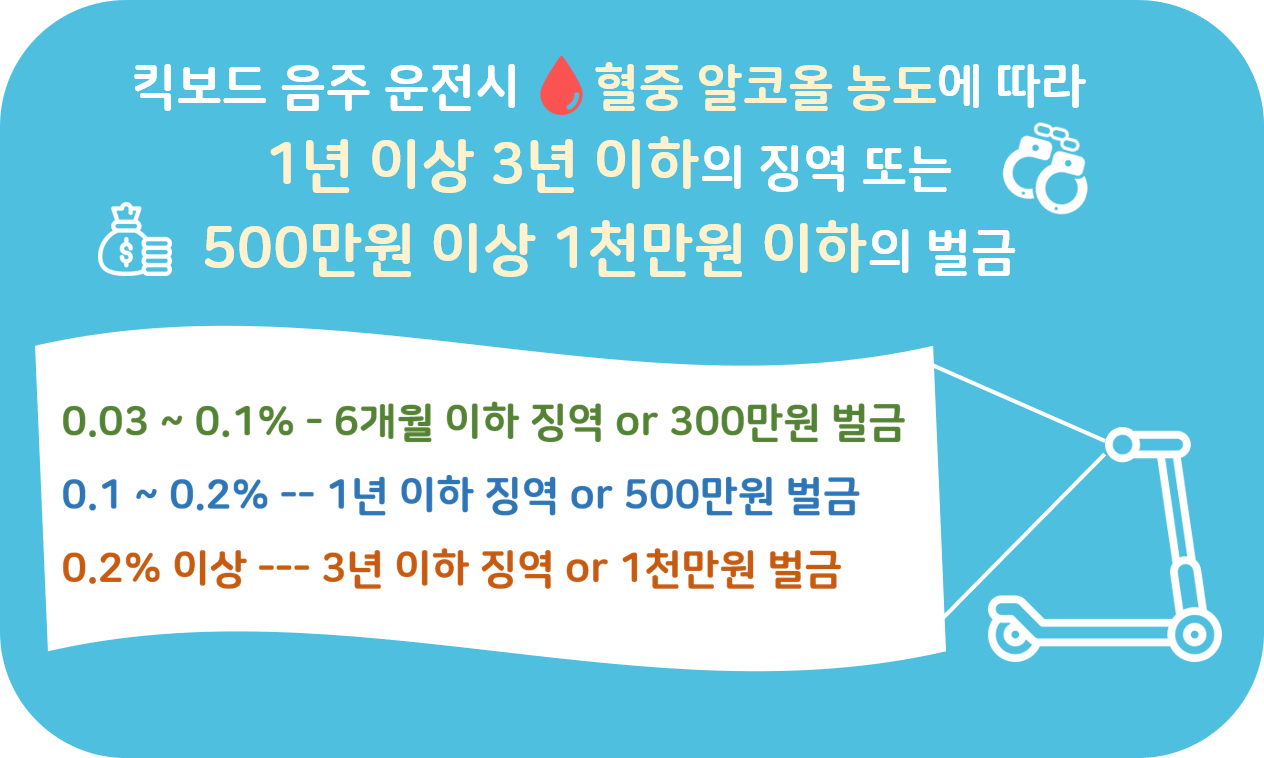 킥보드 음주 운전시 혈중 알코올 농도에 따라
1년 이상 3년 이하의 징역 또는
500만원 이상 1천만원 이하의 벌금
0.03 ~ 0.1% - 6개월 이하 징역 or 300만원 벌금
0.1 ~ 0.2% -- 1년 이하 징역 or 500만원 벌금
0.2% 이상 --- 3년 이하 징역 or 1천만원 벌금